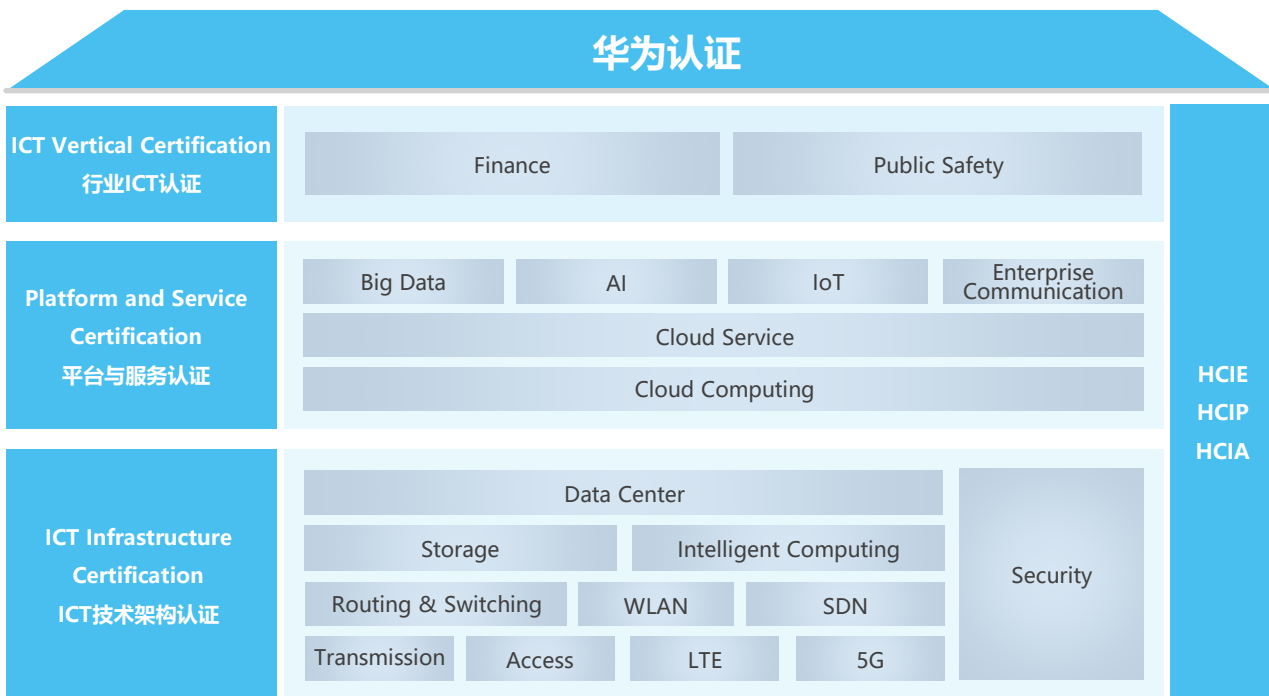 华为认证
ICT Vertical Certification
行业ICT认证
Finance
Public Safety
Platform and Service
Certification
平台与服务认证
Big Data
AI
IoT
Enterprise
Communication
Cloud Service
Cloud Computing
ICT Infrastructure
Certification
ICT技术架构认证
Data Center
Storage
Intelligent Computing
Routing & Switching
WLAN
SDN
Transmission
Access
LTE
5G
Security
HCIE
HCIP
HCIA